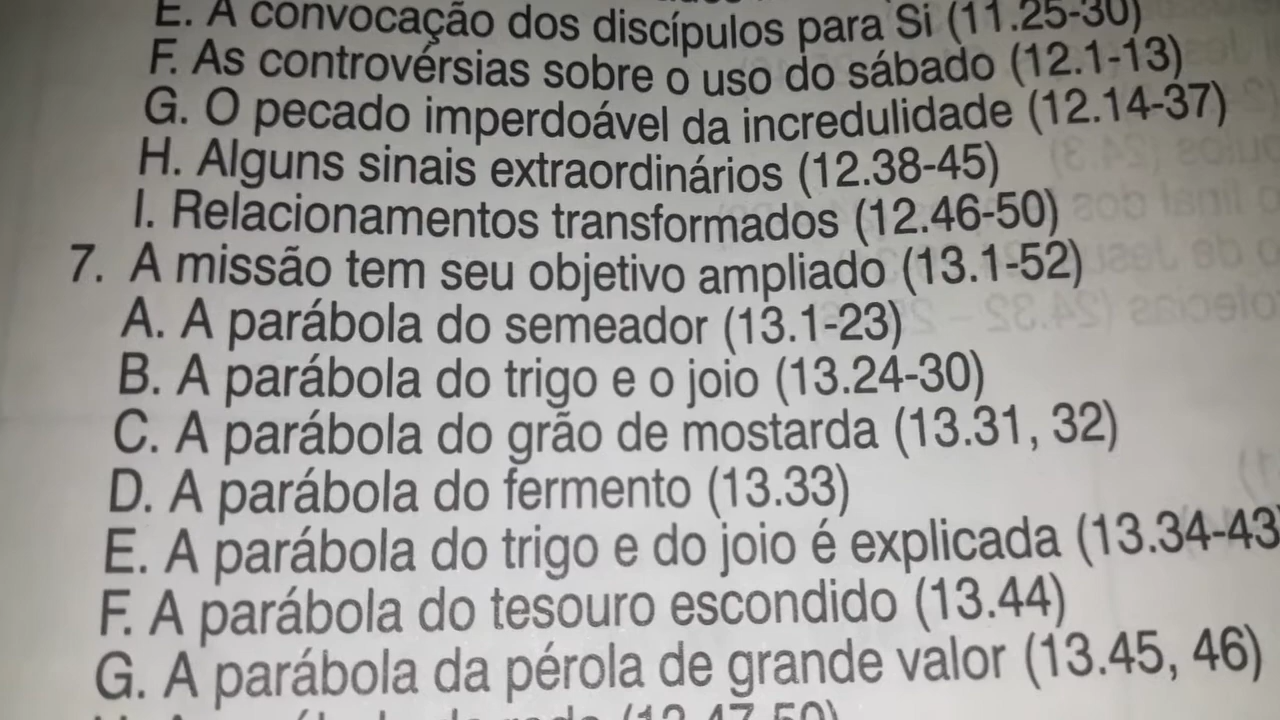 E. A convocação dos discípulos para Si (11.25-30)
F. As controvérsias sobre o uso do sábado (12.1-13)
G. O pecado imperdoável da incredulidade (12.14-37)
H. Alguns sinais extraordinários (12.38-45)
I. Relacionamentos transformados (12.46-50)
7. A missão tem seu objetivo ampliado (13.1-52)
A. A parábola do semeador (13.1-23)
B. A parábola do trigo e o joio (13.24-30)
C. A parábola do grão de mostarda (13.31, 32)
D. A parábola do fermento (13.33)
E. A parábola do trigo e do joio é explicada (13.34-43
F. A parábola do tesouro escondido (13.44)
G. A parábola da pérola de grande valor (13.45, 46)